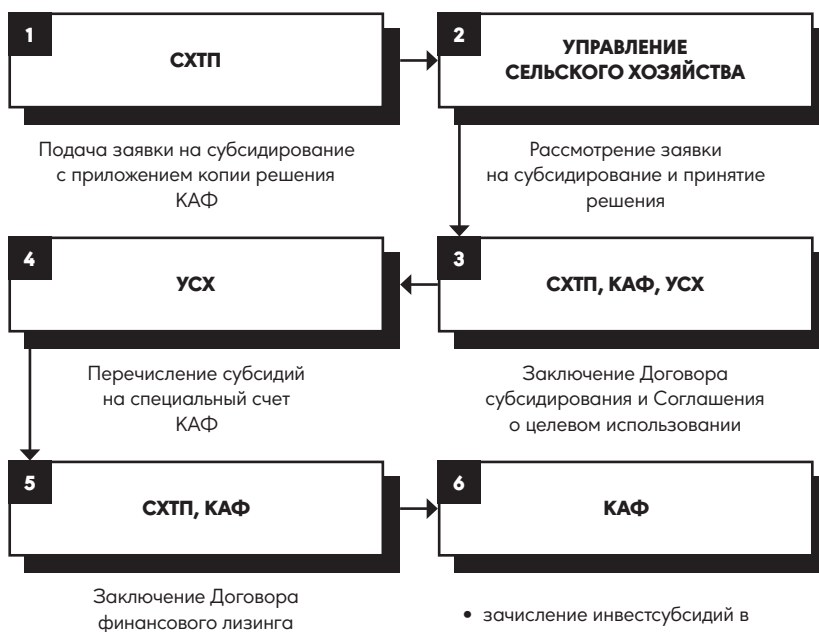 1
СХТП
Подача заявки на субсидирование
с приложением копии решения
КАФ
2
УПРАВЛЕНИЕ
СЕЛЬСКОГО ХОЗЯЙСТВА
Рассмотрение заявки
на субсидирование и принятие
решения
3
СХТП, КАФ, УСХ
Заключение Договора
субсидирования и Соглашения
о целевом использовании
4
УСХ
Перечисление субсидий
на специальный счет
КАФ
5
СХТП, КАФ
Заключение Договора
финансового лизинга
6
КАФ
• зачисление инвестсубсидий в